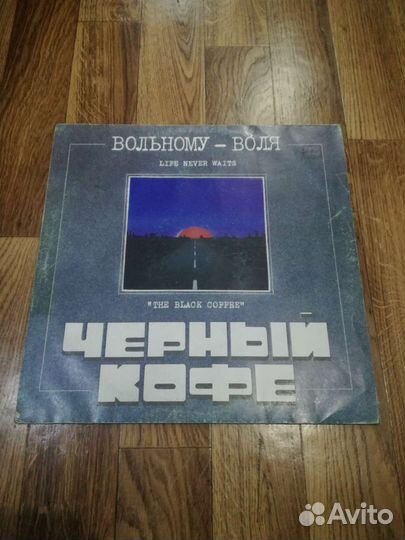 ВОЛЬНОМУ – ВОЛЯ
LIFE NEVER WAITS
"THE BLACK COFFEE"
ЧЕРНЫЙ
КОФЕ
Avito